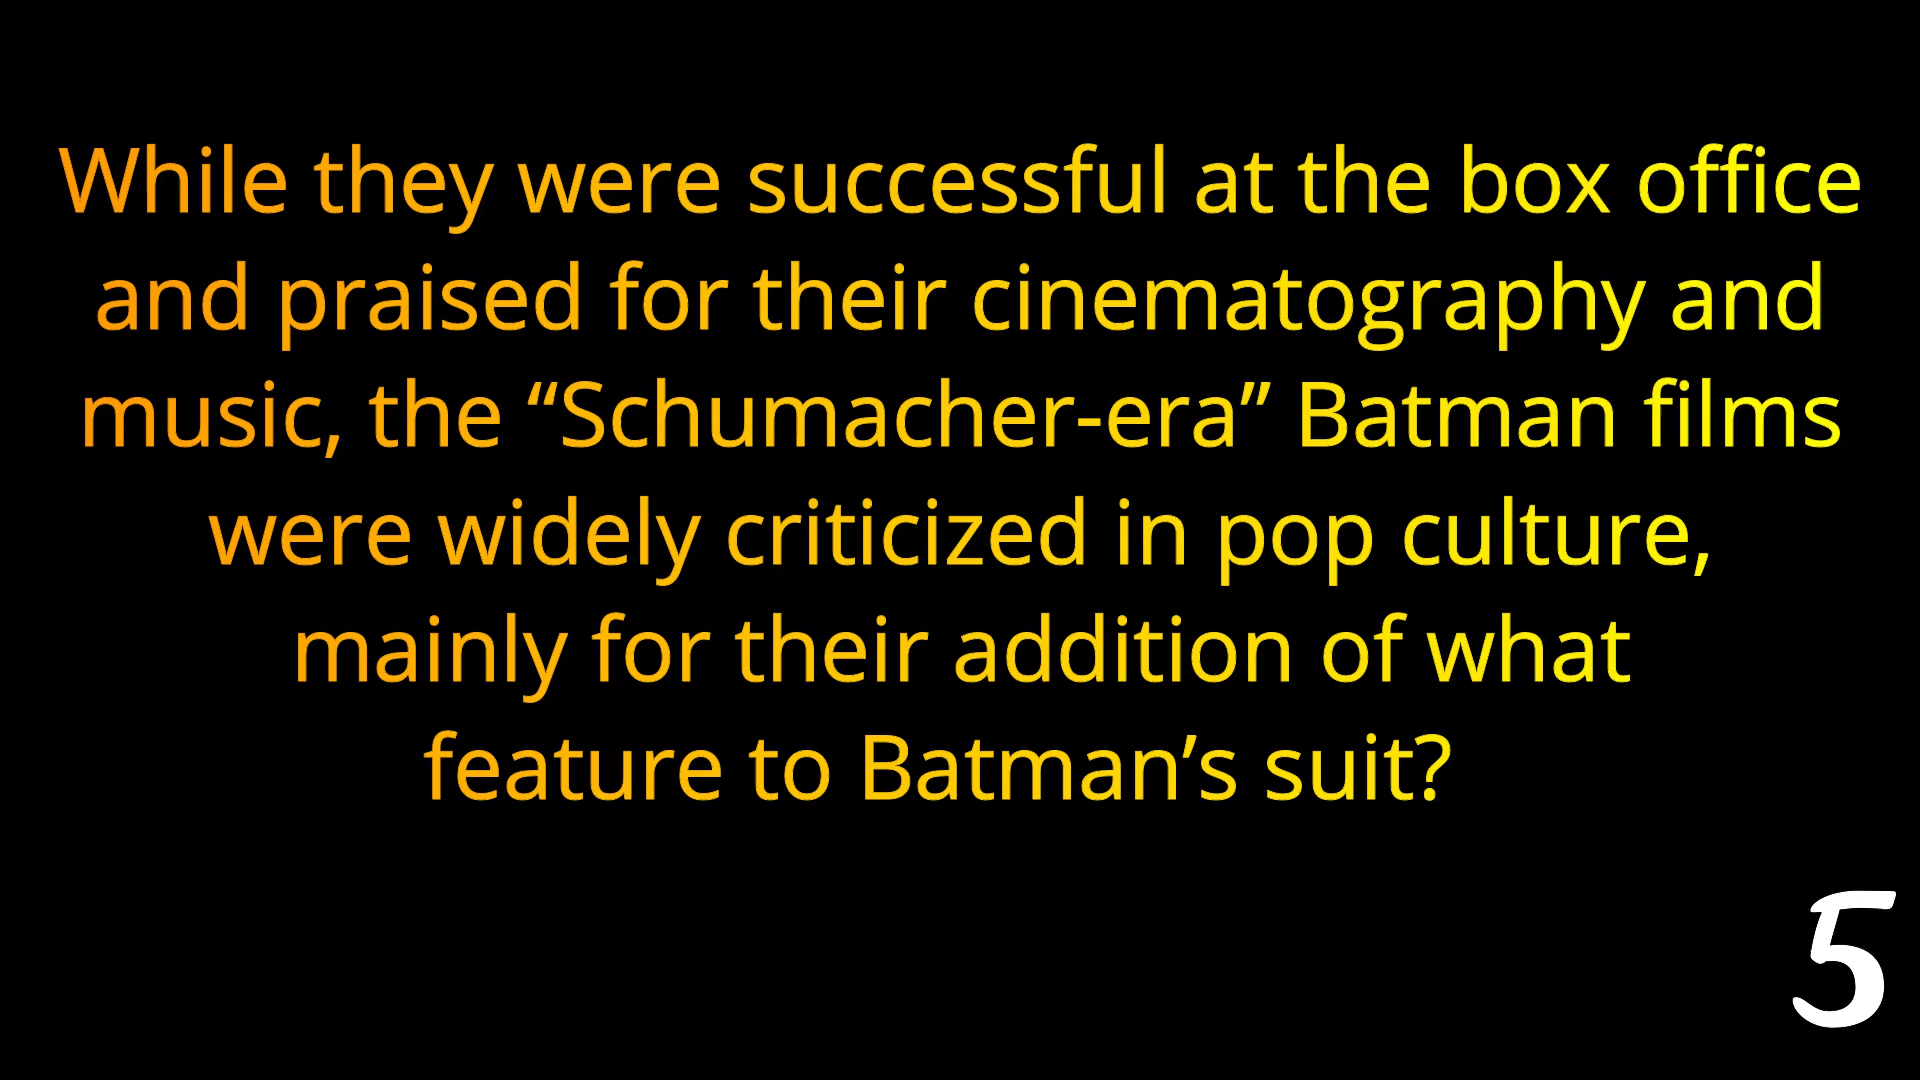 While they were successful at the box office
and praised for their cinematography and
music, the “Schumacher-era” Batman films
were widely criticized in pop culture,
mainly for their addition of what
feature to Batman’s suit?
5